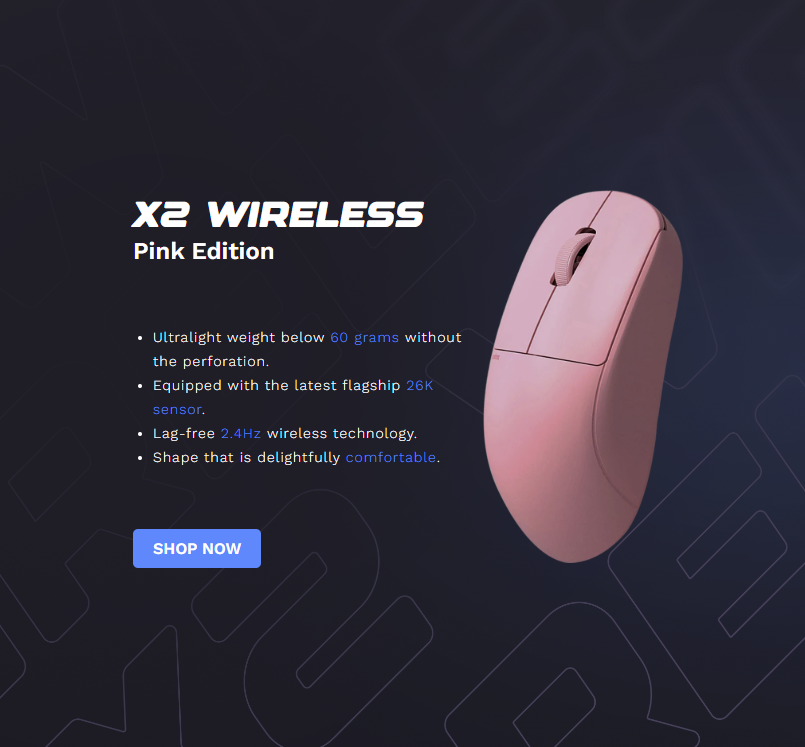 X2 WIRELESS
Pink Edition
Ultralight weight below 60 grams without
the perforation.
Equipped with the latest flagship 26K
sensor.
Lag-free 2.4Hz wireless technology.
Shape that is delightfully comfortable.
SHOP NOW